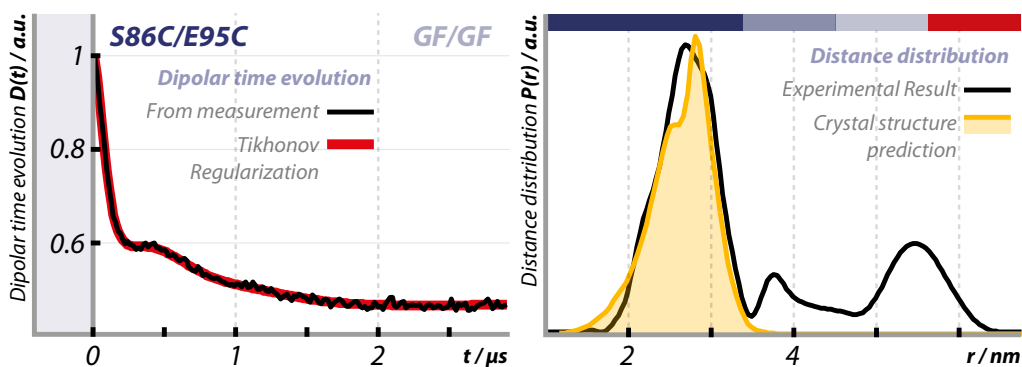 Dipolar time evolution D(t) / a.u.
S86C/E95C
GF/GF
Dipolar time evolution
From measurement
Tikhonov
Regularization
1
0.8
0.6
0
1
2
t / μs
Distance distribution P(r) / a.u.
Distance distribution
Experimental Result
Crystal structure
prediction
2
4
r / nm